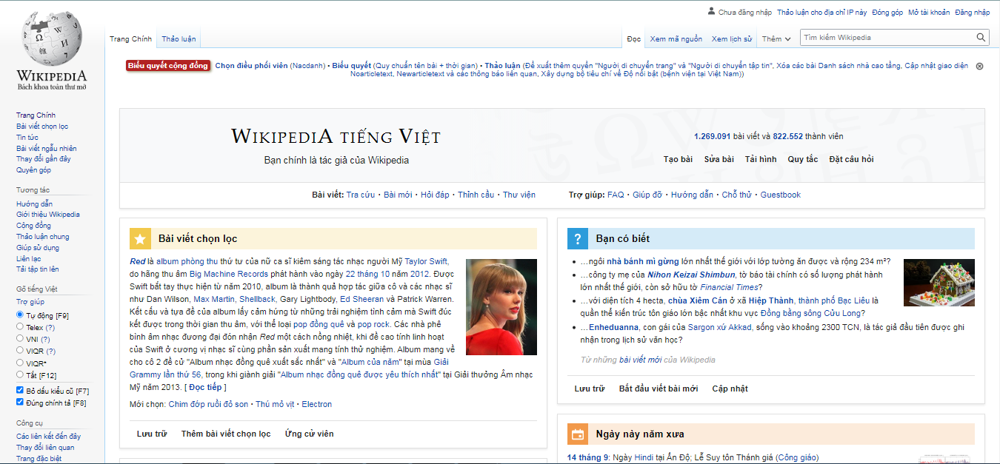 Chưa đăng nhập Thảo luận cho địa chỉ IP này Đóng góp Mở tài khoản Đăng nhập
WIKIPEDIA
Bách khoa toàn thư mở
Trang Chính Thảo luận
Đọc Xem mã nguồn Xem lịch sử Thêm Tìm kiếm Wikipedia
Biểu quyết cộng đồng Chọn điều phối viên (Nacdanh) • Biểu quyết (Quy chuẩn tên bài + thời gian) • Thảo luận (Đề xuất thêm quyền "Người di chuyển trang" và "Người di chuyển tập tin", Xóa các bài Danh sách nhà cao tầng, Cập nhật giao diện
Noarticletext, Newarticletext và các thông báo liên quan, Xây dựng bộ tiêu chí về Độ nổi bật (bệnh viện tại Việt Nam))
Trang Chính
Bài viết chọn lọc
Tin tức
Bài viết ngẫu nhiên
Thay đổi gần đây
Quyên góp
Tương tác
Hướng dẫn
Giới thiệu Wikipedia
Cộng đồng
Thảo luận chung
Giúp sử dụng
Liên lạc
Tải tập tin lên
Gõ tiếng Việt
Trợ giúp
Tự động [F9]
Telex (?)
VNI (?)
VIQR (?)
VIQR*
Tắt [F12]
Bỏ dấu kiểu cũ [F7]
Đúng chính tả [F8]
Công cụ
Các liên kết đến đây
Thay đổi liên quan
Trang đặc biệt
WIKIPEDIA TIẾNG VIỆT
Bạn chính là tác giả của Wikipedia
1.269.091 bài viết và 822.552 thành viên
Tạo bài Sửa bài Tải hình Quy tắc Đặt câu hỏi
Bài viết: Tra cứu · Bài mới · Hỏi đáp · Thỉnh cầu · Thư viện
Trợ giúp: FAQ · Giúp đỡ · Hướng dẫn · Chỗ thử · Guestbook
Bài viết chọn lọc
Red là album phòng thu thứ tư của nữ ca sĩ kiêm sáng tác nhạc người Mỹ Taylor Swift,
do hãng thu âm Big Machine Records phát hành vào ngày 22 tháng 10 năm 2012. Được
Swift bắt tay thực hiện từ năm 2010, album là thành quả hợp tác giữa cô và các nhạc sĩ
như Dan Wilson, Max Martin, Shellback, Gary Lightbody, Ed Sheeran và Patrick Warren.
Kết cấu và tựa đề của album lấy cảm hứng từ những trải nghiệm tình cảm mà Swift đúc
kết được trong thời gian thu âm, với thể loại pop đồng quê và pop rock. Các nhà phê
bình âm nhạc đương đại đón nhận Red một cách nồng nhiệt, khi đề cao tính linh hoạt
của Swift ở cương vị nhạc sĩ cùng phần sản xuất mang tính thử nghiệm. Album mang về
cho cô 2 đề cử "Album nhạc đồng quê xuất sắc nhất" và "Album của năm" tại mùa Giải
Grammy lần thứ 56, trong khi giành giải "Album nhạc đồng quê được yêu thích nhất" tại Giải thưởng Âm nhạc
Mỹ năm 2013. [ Đọc tiếp ]
Mới chọn: Chim đớp ruồi đỏ son · Thú mỏ vịt · Electron
Lưu trữ Thêm bài viết chọn lọc Ứng cử viên
Bạn có biết
• …ngôi nhà bánh mì gừng lớn nhất thế giới với lớp tường ăn được và rộng 234 m²?
• …công ty mẹ của Nihon Keizai Shimbun, tờ báo tài chính có số lượng phát hành
lớn nhất thế giới, còn sở hữu tờ Financial Times?
• …với diện tích 4 hecta, chùa Xiêm Cán ở xã Hiệp Thành, thành phố Bạc Liêu là
quần thể kiến trúc tôn giáo lớn bậc nhất khu vực Đồng bằng sông Cửu Long?
• …Enheduanna, con gái của Sargon xứ Akkad, sống vào khoảng 2300 TCN, là tác giả đầu tiên được ghi
nhận trong lịch sử văn học?
Từ những bài viết mới của Wikipedia
Lưu trữ Bắt đầu viết bài mới Cập nhật
Ngày này năm xưa
14 tháng 9: Ngày Hindi tại Ấn Độ; Lễ Suy tôn Thánh giá (Công giáo)